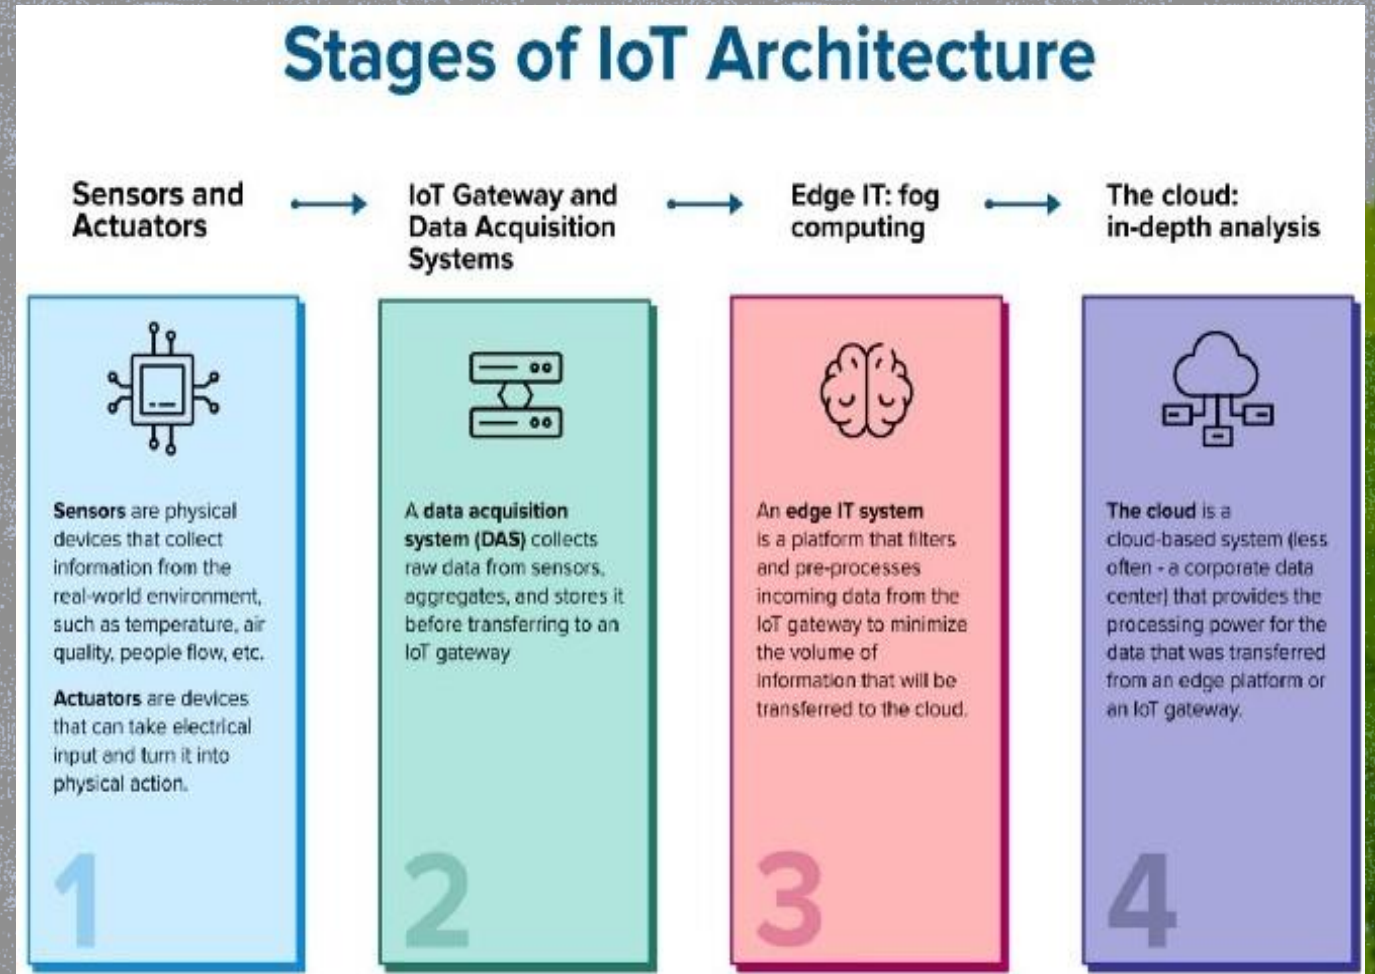 Stages of IoT Architecture
Sensors and
Actuators
IoT Gateway and
Data Acquisition
Systems
Edge IT: fog
computing
The cloud:
in-depth analysis
Sensors are physical
devices that collect
information from the
real-world environment,
such as temperature, air
quality, people flow, etc.
Actuators are devices
that can take electrical
input and turn it into
physical action.
1
A data acquisition
system (DAS) collects
raw data from sensors,
aggregates, and stores it
before transferring to an
IoT gateway
2
An edge IT system
is a platform that filters
and pre-processes
incoming data from the
IoT gateway to minimize
the volume of
information that will be
transferred to the cloud.
3
The cloud is a
cloud-based system (less
often - a corporate data
center) that provides the
processing power for the
data that was transferred
from an edge platform or
an IoT gateway.
4